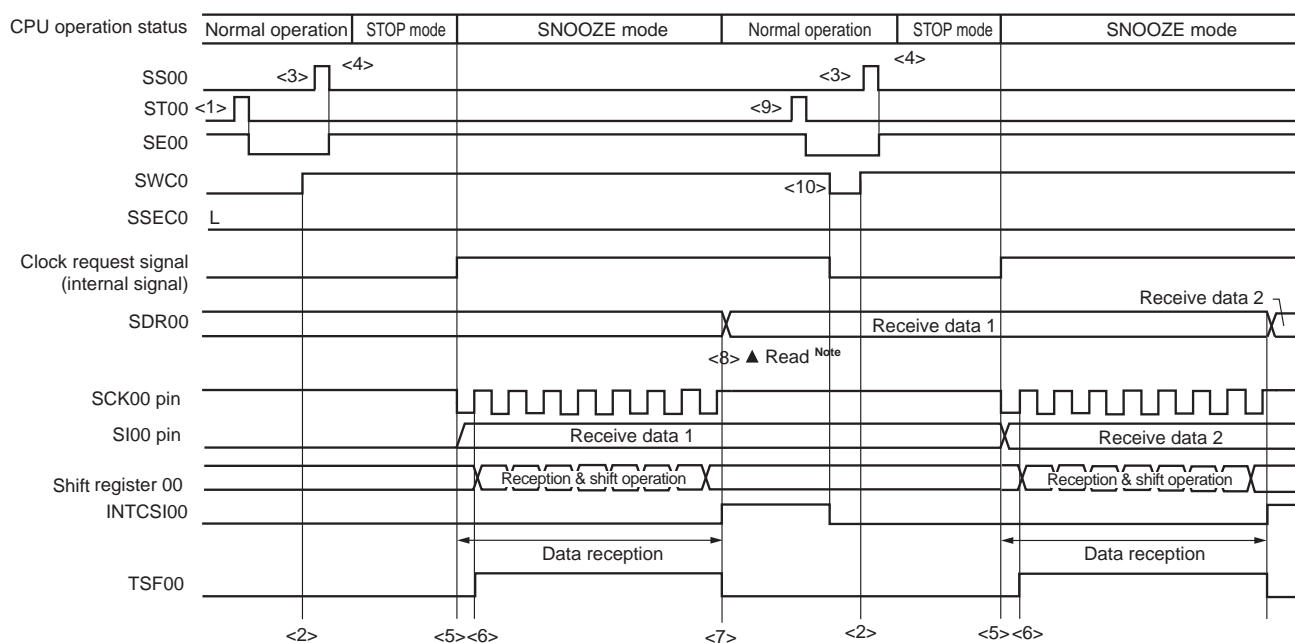 CPU operation status Normal operation STOP mode SNOOZE mode Normal operation STOP mode SNOOZE mode
SS00 <3> <4> <3> <4>
ST00 <1> <9>
SE00
SWC0 <10>
SSEC0 L
Clock request signal
(internal signal)
Receive data 2
SDR00 Receive data 1
<8> ▲ Read Note
SCK00 pin
SI00 pin Receive data 1 Receive data 2
Shift register 00 Reception & shift operation Reception & shift operation
INTCSI00
Data reception Data reception
TSF00
<2> <5> <6> <7> <2> <5> <6>